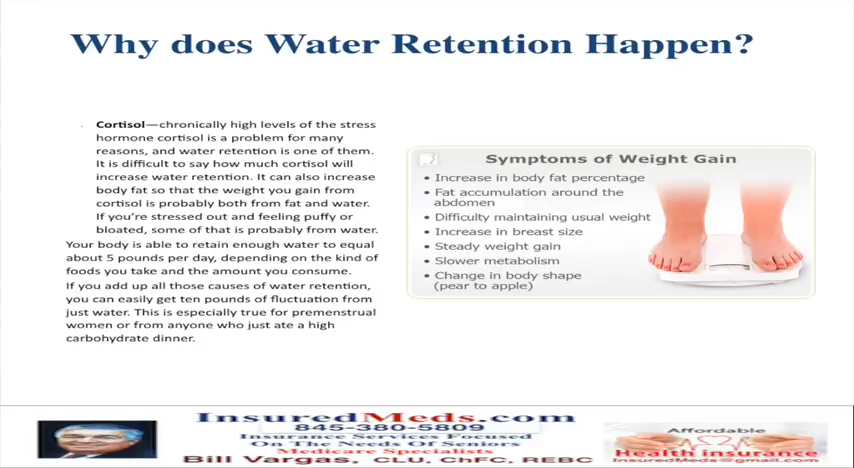 Why does Water Retention Happen?
Cortisol—chronically high levels of the stress
hormone cortisol is a problem for many
reasons, and water retention is one of them.
It is difficult to say how much cortisol will
increase water retention. It can also increase
body fat so that the weight you gain from
cortisol is probably both from fat and water.
If you're stressed out and feeling puffy or
bloated, some of that is probably from water.
Your body is able to retain enough water to equal
about 5 pounds per day, depending on the kind of
foods you take and the amount you consume.
If you add up all those causes of water retention,
you can easily get ten pounds of fluctuation from
just water. This is especially true for premenstrual
women or from anyone who just ate a high
carbohydrate dinner.
Symptoms of Weight Gain
• Increase in body fat percentage
• Fat accumulation around the
abdomen
• Difficulty maintaining usual weight
• Increase in breast size
• Steady weight gain
• Slower metabolism
• Change in body shape
(pear to apple)
InsuredMeds.com
845-380-5809
Insurance Services Focused
On The Needs Of Seniors
Medicare Specialists
Bill Vargas, CLU, ChFC, REBC
Affordable
Health insurance
InsuredMeds@gmail.com